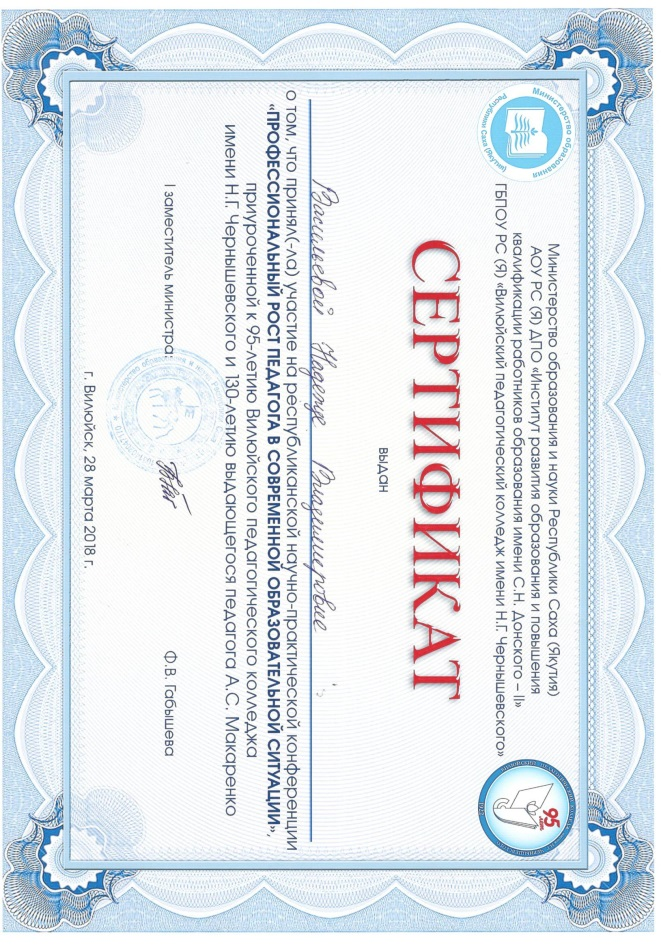 Министерство образования
Республики Саха (Якутия)
95
лет
Министерство образования и науки Республики Саха (Якутия)
АОУ РС (Я) ДПО «Институт развития образования и повышения
квалификации работников образования имени С.Н. Донского – II»
ГБПОУ РС (Я) «Вилюйский педагогический колледж имени Н.Г. Чернышевского»
СЕРТИФИКАТ
выдан
Васильевой Надежде Владимировне
о том, что принял(-ла) участие на республиканской научно-практической конференции
«ПРОФЕССИОНАЛЬНЫЙ РОСТ ПЕДАГОГА В СОВРЕМЕННОЙ ОБРАЗОВАТЕЛЬНОЙ СИТУАЦИИ»,
приуроченной к 95-летию Вилюйского педагогического колледжа
имени Н.Г. Чернышевского и 130-летию выдающегося педагога А.С. Макаренко
I заместитель министра: Ф.В. Габышева
г. Вилюйск, 28 марта 2018 г.